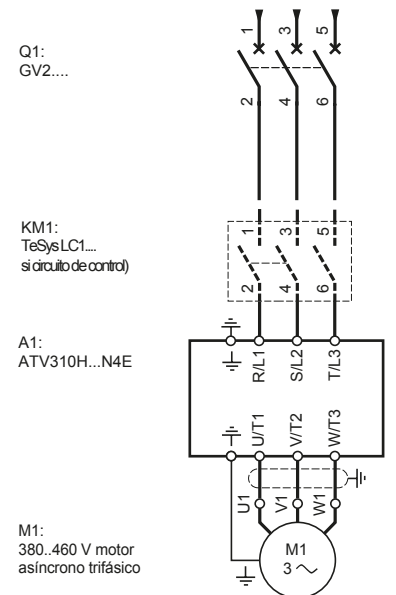 1 3 5
Q1:
GV2....
2 4 6
KM1:
TeSys LC1....
si circuito de control)
1 3 5
2 4 6
A1:
ATV310H...N4E
R/L1 S/L2 T/L3
U/T1 V/T2 W/T3
U1 V1 W1
M1:
380..460 V motor
asíncrono trifásico
M1
3